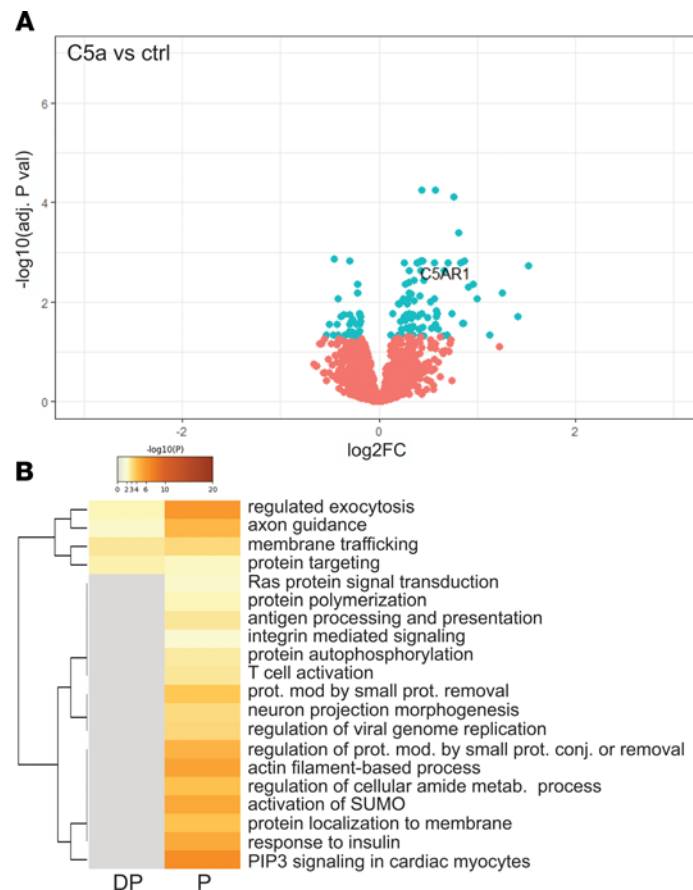 A
C5a vs ctrl
6
4
2
0
-log10(adj. P val)
C5AR1
-2 0 2
log2FC
B
-log10(P)
0 2 3 4 6 10 20
regulated exocytosis
axon guidance
membrane trafficking
protein targeting
Ras protein signal transduction
protein polymerization
antigen processing and presentation
integrin mediated signaling
protein autophosphorylation
T cell activation
prot. mod by small prot. removal
neuron projection morphogenesis
regulation of viral genome replication
regulation of prot. mod. by small prot. conj. or removal
actin filament-based process
regulation of cellular amide metab. process
activation of SUMO
protein localization to membrane
response to insulin
PIP3 signaling in cardiac myocytes
DP P